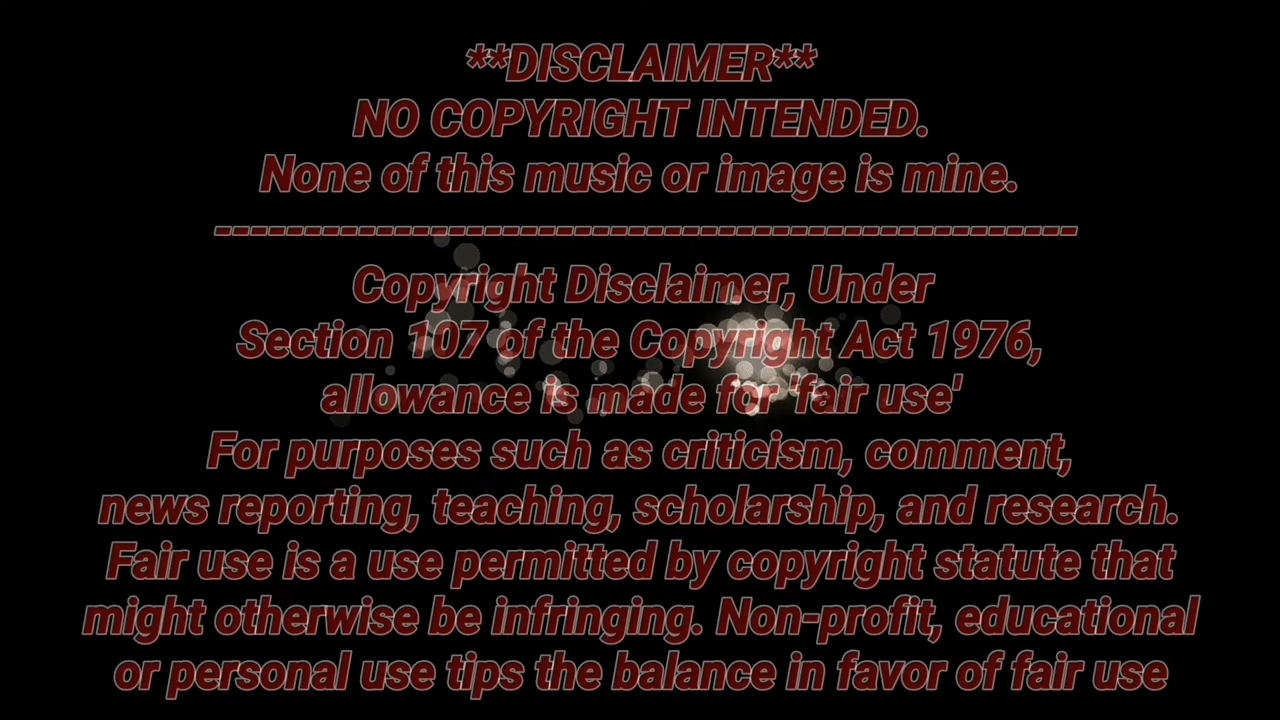 **DISCLAIMER**
NO COPYRIGHT INTENDED.
None of this music or image is mine.
------------------------------------------------
Copyright Disclaimer, Under
Section 107 of the Copyright Act 1976,
allowance is made for 'fair use'
For purposes such as criticism, comment,
news reporting, teaching, scholarship, and research.
Fair use is a use permitted by copyright statute that
might otherwise be infringing. Non-profit, educational
or personal use tips the balance in favor of fair use